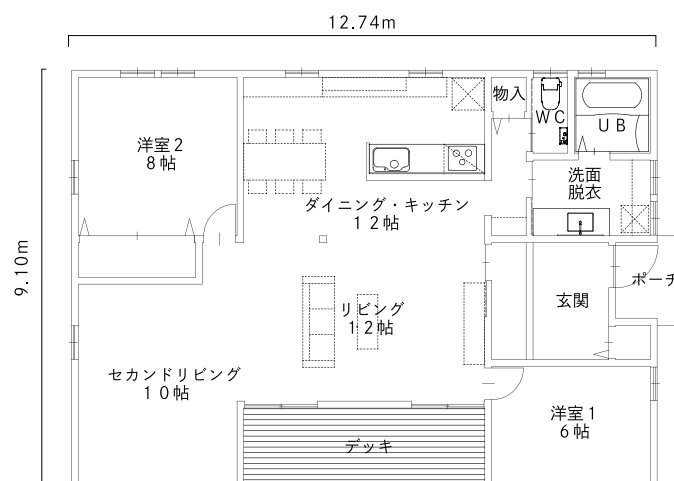 12.74m
9.10m
物入
WC
UB
洋室2
8帖
洗面
脱衣
ダイニング・キッチン
12帖
玄関
ポーチ
リビング
12帖
セカンドリビング
10帖
洋室1
6帖
デッキ